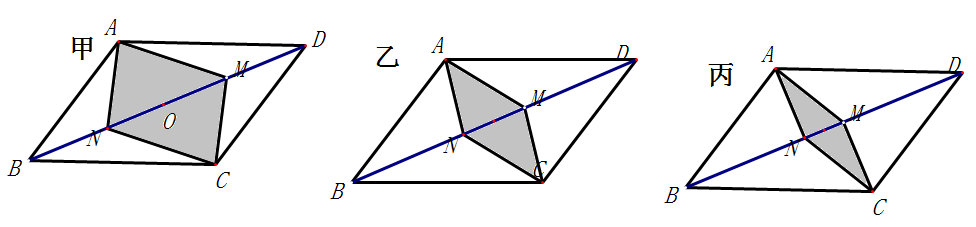 甲 A D M O N B C
乙 A D M N B C
丙 A D M N B C